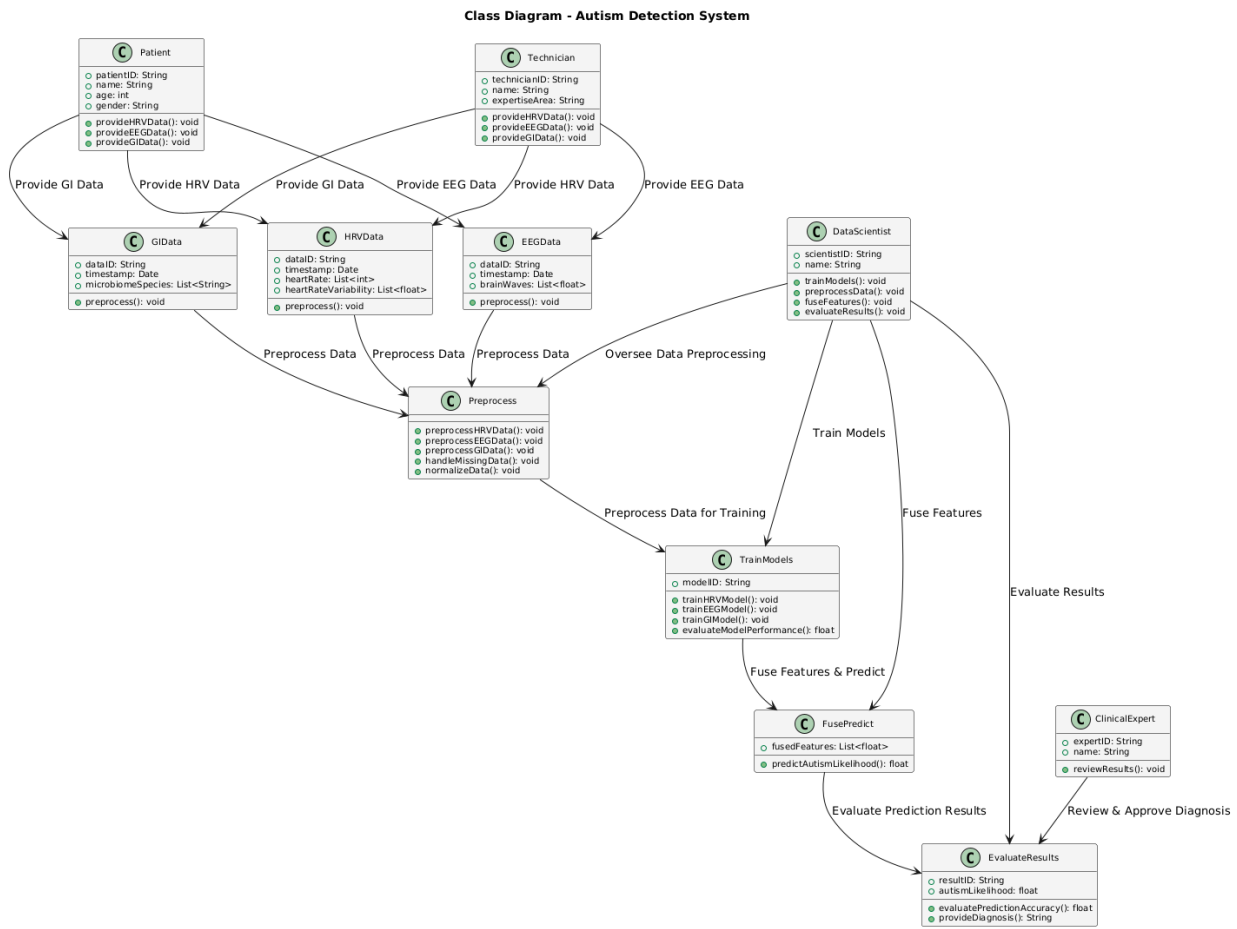 Class Diagram - Autism Detection System
C Patient
patientID: String
name: String
age: int
gender: String
provideHRVData(): void
provideEEGData(): void
provideGIData(): void
C Technician
technicianID: String
name: String
expertiseArea: String
provideHRVData(): void
provideEEGData(): void
provideGIData(): void
Provide GI Data
Provide HRV Data
Provide GI Data
Provide EEG Data
Provide HRV Data
Provide EEG Data
C GIData
dataID: String
timestamp: Date
microbiomeSpecies: List<String>
preprocess(): void
C HRVData
dataID: String
timestamp: Date
heartRate: List<int>
heartRateVariability: List<float>
preprocess(): void
C EEGData
dataID: String
timestamp: Date
brainWaves: List<float>
preprocess(): void
C DataScientist
scientistID: String
name: String
trainModels(): void
preprocessData(): void
fuseFeatures(): void
evaluateResults(): void
Preprocess Data
Preprocess Data
Preprocess Data
Oversee Data Preprocessing
C Preprocess
preprocessHRVData(): void
preprocessEEGData(): void
preprocessGIData(): void
handleMissingData(): void
normalizeData(): void
Train Models
Preprocess Data for Training
Fuse Features
C TrainModels
modelID: String
trainHRVModel(): void
trainEEGModel(): void
trainGIModel(): void
evaluateModelPerformance(): float
Evaluate Results
Fuse Features & Predict
C FusePredict
fusedFeatures: List<float>
predictAutismLikelihood(): float
C ClinicalExpert
expertID: String
name: String
reviewResults(): void
Evaluate Prediction Results
Review & Approve Diagnosis
C EvaluateResults
resultID: String
autismLikelihood: float
evaluatePredictionAccuracy(): float
provideDiagnosis(): String